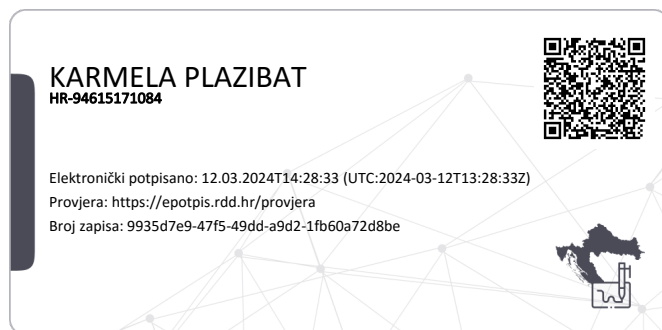 KARMELA PLAZIBAT
HR-94615171084
Elektronički potpisano: 12.03.2024T14:28:33 (UTC:2024-03-12T13:28:33Z)
Provjera: https://epotpis.rdd.hr/provjera
Broj zapisa: 9935d7e9-47f5-49dd-a9d2-1fb60a72d8be